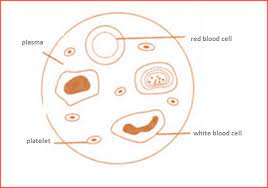 red blood cell
plasma
white blood cell
platelet